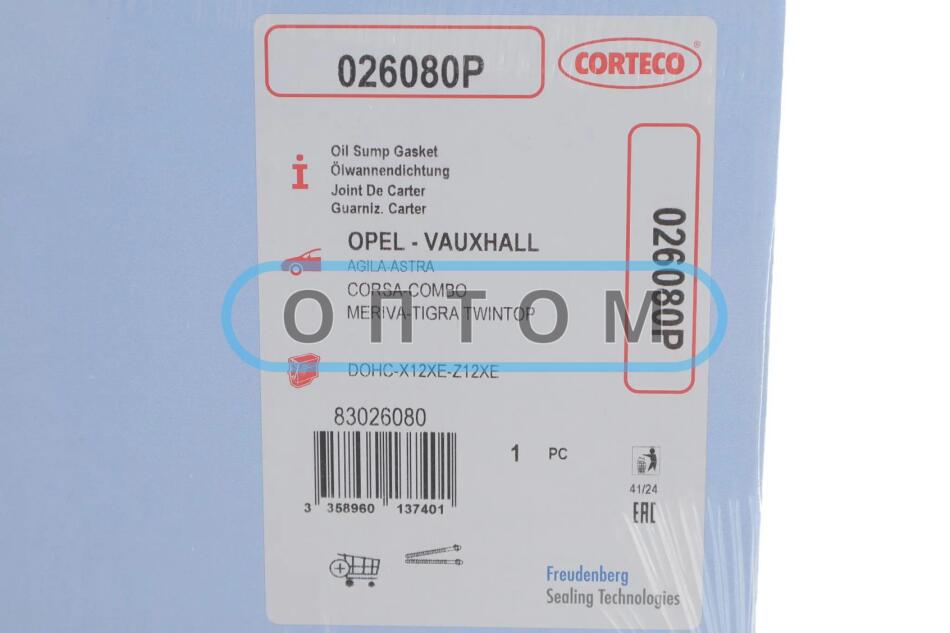 026080P
CORTECO®
Oil Sump Gasket
Ölwannendichtung
Joint De Carter
Guarniz. Carter
OPEL - VAUXHALL
AGILA-ASTRA
CORSA-COMBO
MERIVA-TIGRA TWINTOP
ОПТОМ
026080P
DOHC-X12XE-Z12XE
83026080
1 PC
3 358960 137401
41/24
EAC
Freudenberg
Sealing Technologies